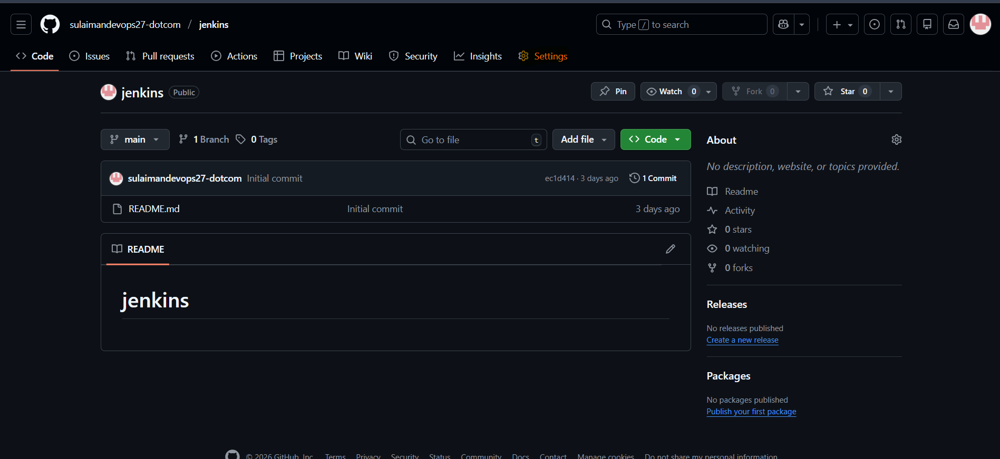 sulaimandevops27-dotcom / jenkins
Type / to search
Code Issues Pull requests Actions Projects Wiki Security Insights Settings
jenkins Public
Pin Watch 0 Fork 0 Star 0
main 1 Branch 0 Tags Go to file t Add file Code
sulaimandevops27-dotcom Initial commit ec1d414 · 3 days ago 1 Commit
README.md Initial commit 3 days ago
README
jenkins
About
No description, website, or topics provided.
Readme
Activity
0 stars
0 watching
0 forks
Releases
No releases published
Create a new release
Packages
No packages published
Publish your first package
© 2026 GitHub, Inc. Terms Privacy Security Status Community Docs Contact Manage cookies Do not share my personal information